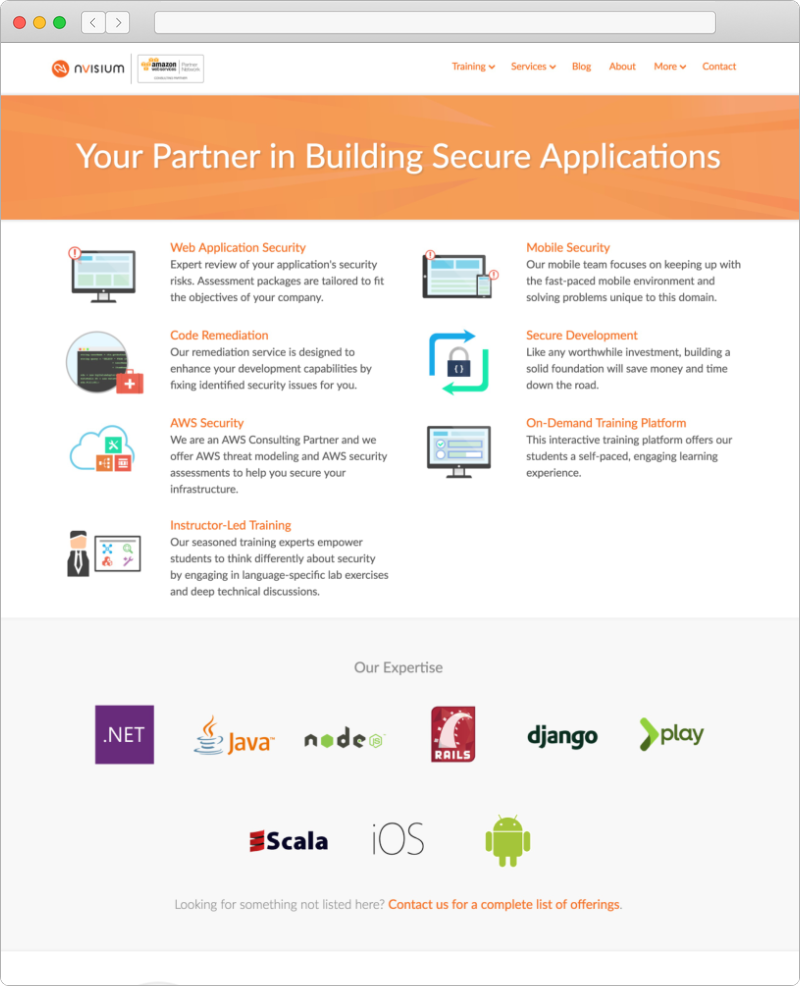 nVISIUM
amazon
web services
Partner
Network
CONSULTING PARTNER
Training
Services
Blog
About
More
Contact
Your Partner in Building Secure Applications
Web Application Security
Expert review of your application's security
risks. Assessment packages are tailored to fit
the objectives of your company.
Mobile Security
Our mobile team focuses on keeping up with
the fast-paced mobile environment and
solving problems unique to this domain.
Code Remediation
Our remediation service is designed to
enhance your development capabilities by
fixing identified security issues for you.
Secure Development
Like any worthwhile investment, building a
solid foundation will save money and time
down the road.
AWS Security
We are an AWS Consulting Partner and we
offer AWS threat modeling and AWS security
assessments to help you secure your
infrastructure.
On-Demand Training Platform
This interactive training platform offers our
students a self-paced, engaging learning
experience.
Instructor-Led Training
Our seasoned training experts empower
students to think differently about security
by engaging in language-specific lab exercises
and deep technical discussions.
Our Expertise
.NET
Java™
node JS
RAILS
django
play
Scala
iOS
Looking for something not listed here? Contact us for a complete list of offerings.